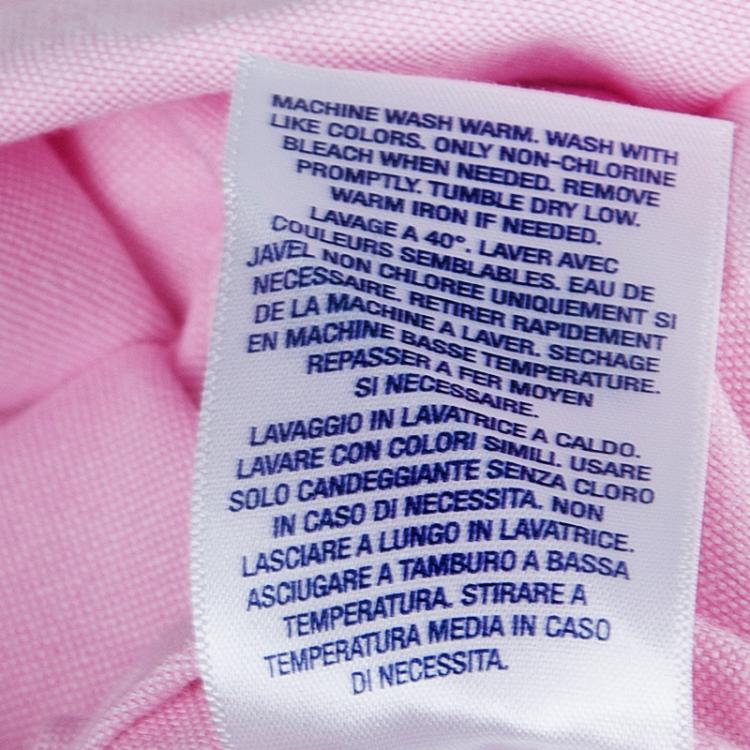 MACHINE WASH WARM. WASH WITH
LIKE COLORS. ONLY NON-CHLORINE
BLEACH WHEN NEEDED. REMOVE
PROMPTLY. TUMBLE DRY LOW.
WARM IRON IF NEEDED.
LAVAGE A 40°. LAVER AVEC
COULEURS SEMBLABLES. EAU DE
JAVEL NON CHLOREE UNIQUEMENT SI
NECESSAIRE. RETIRER RAPIDEMENT
DE LA MACHINE A LAVER. SECHAGE
EN MACHINE BASSE TEMPERATURE.
REPASSER A FER MOYEN
SI NECESSAIRE.
LAVAGGIO IN LAVATRICE A CALDO.
LAVARE CON COLORI SIMILI. USARE
SOLO CANDEGGIANTE SENZA CLORO
IN CASO DI NECESSITA. NON
LASCIARE A LUNGO IN LAVATRICE.
ASCIUGARE A TAMBURO A BASSA
TEMPERATURA. STIRARE A
TEMPERATURA MEDIA IN CASO
DI NECESSITA.